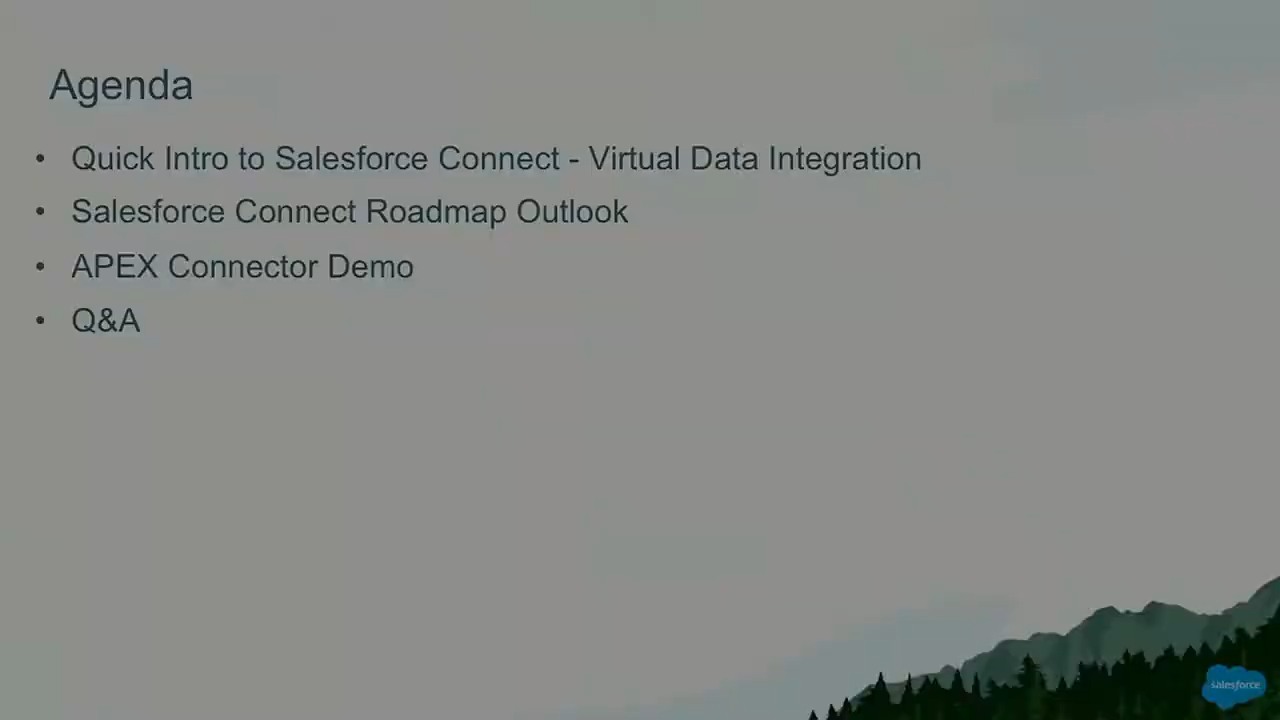 Agenda
• Quick Intro to Salesforce Connect - Virtual Data Integration
• Salesforce Connect Roadmap Outlook
• APEX Connector Demo
• Q&A
salesforce